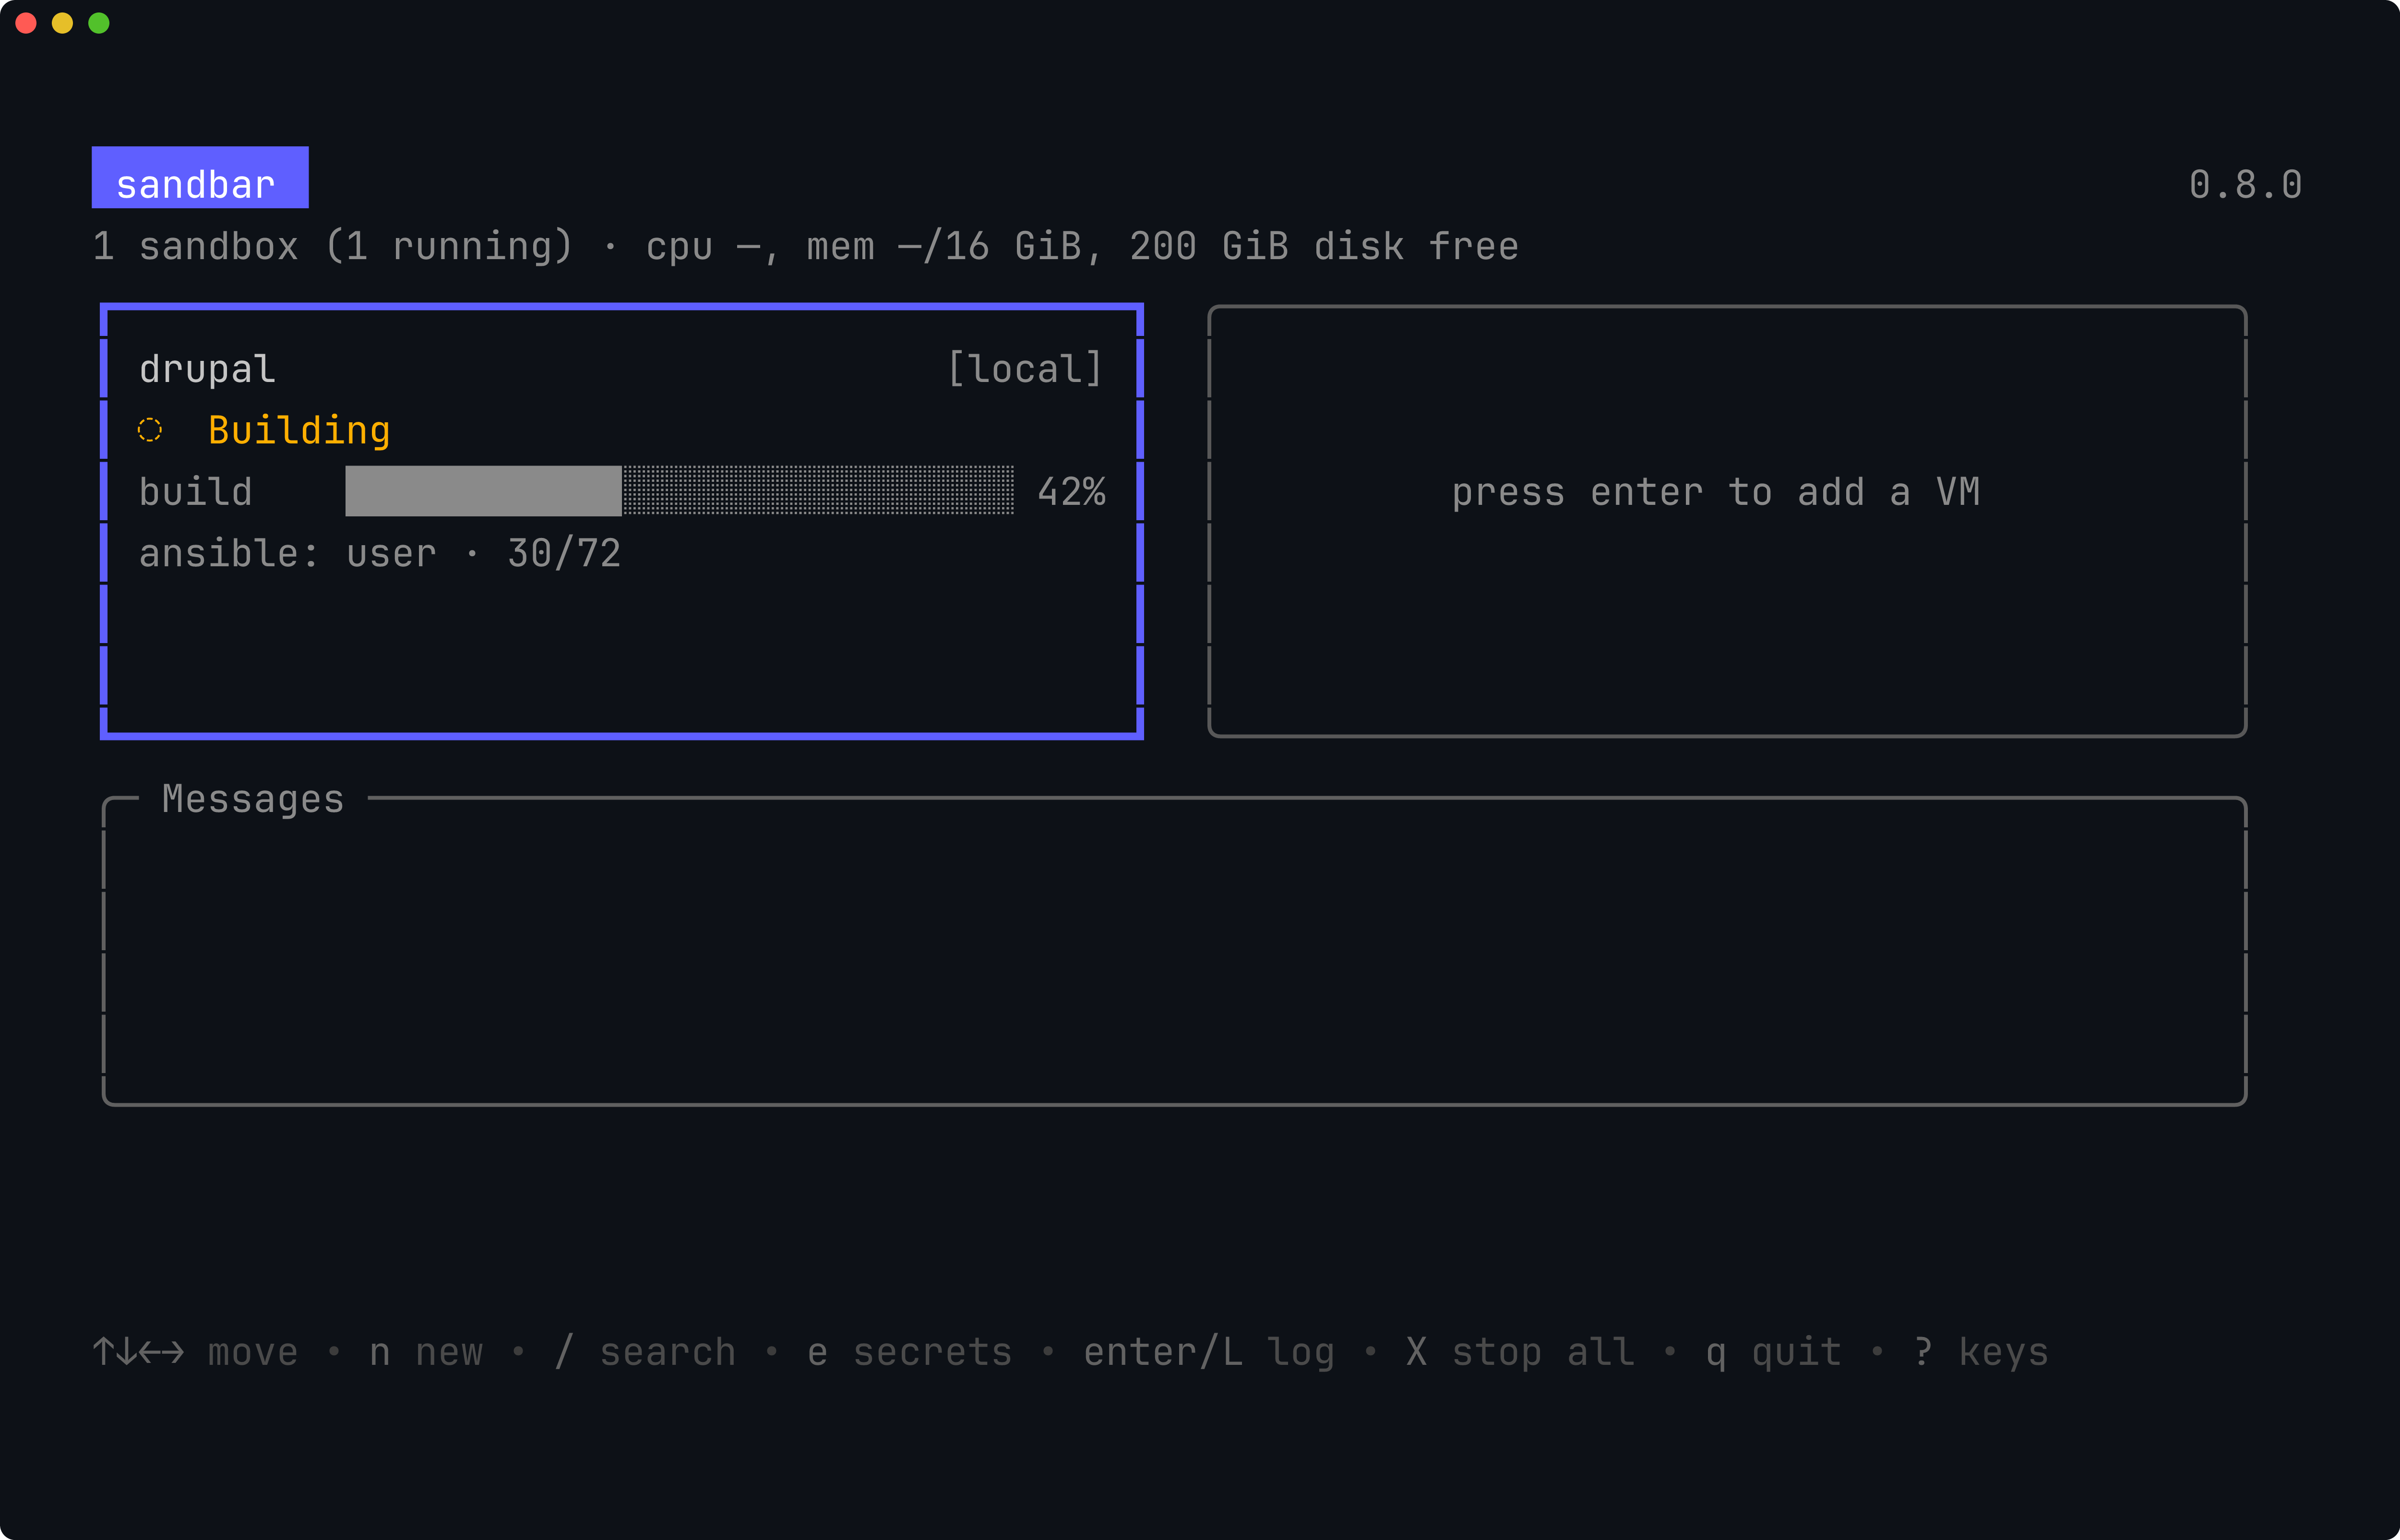 sandbar 0.8.0
1 sandbox (1 running) · cpu —, mem —/16 GiB, 200 GiB disk free
drupal [local]
Building
build 42%
ansible: user · 30/72
press enter to add a VM
Messages
↑↓←→ move • n new • / search • e secrets • enter/L log • X stop all • q quit • ? keys